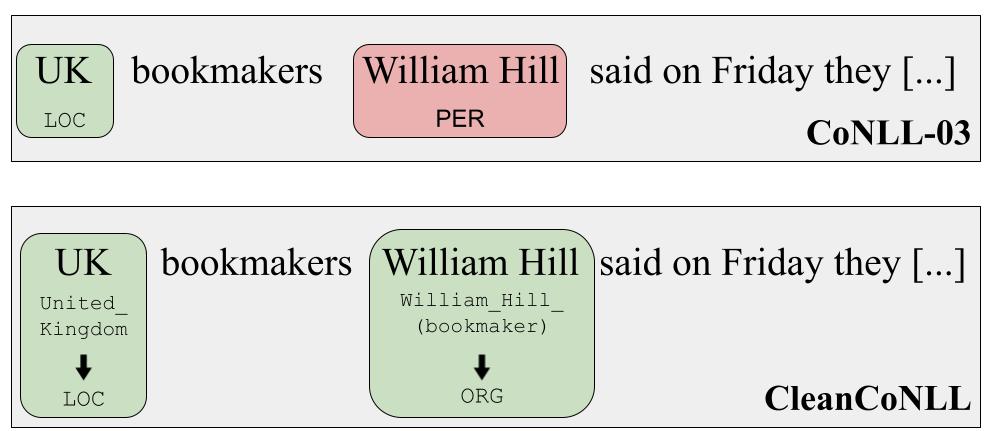 UK bookmakers William Hill said on Friday they [...]
LOC PER
CoNLL-03
UK bookmakers William Hill said on Friday they [...]
United_ William_Hill_
Kingdom (bookmaker)
LOC ORG
CleanCoNLL